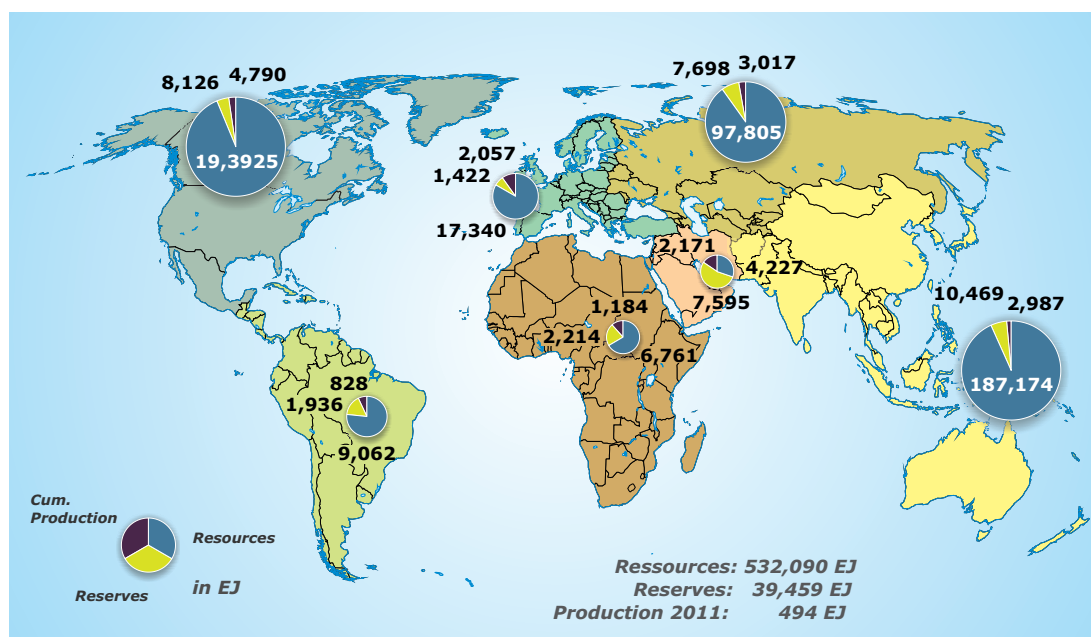 8,126 4,790
19,3925
7,698 3,017
97,805
2,057
1,422
17,340
2,171
4,227
7,595
1,184
2,214
6,761
10,469 2,987
187,174
828
1,936
9,062
Cum.
Production
Resources
Reserves
in EJ
Ressources: 532,090 EJ
Reserves: 39,459 EJ
Production 2011: 494 EJ